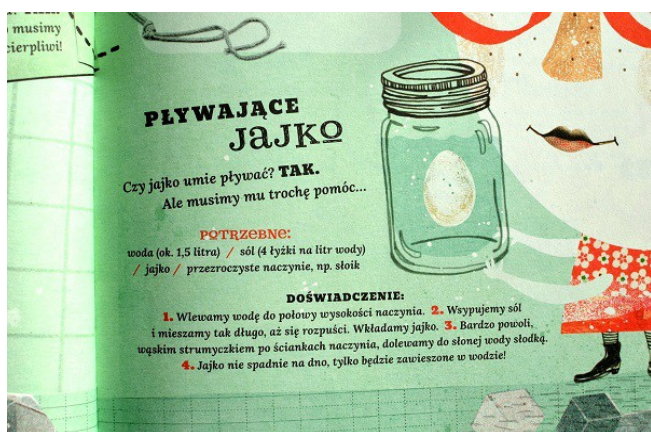 musimy
cierpliwi!
PŁYWAJĄCE
JAJKO
Czy jajko umie pływać? TAK.
Ale musimy mu trochę pomóc...
POTRZEBNE:
woda (ok. 1,5 litra) / sól (4 łyżki na litr wody)
/ jajko / przezroczyste naczynie, np. słoik
DOŚWIADCZENIE:
1. Wlewamy wodę do połowy wysokości naczynia. 2. Wsypujemy sól
i mieszamy tak długo, aż się rozpuści. Wkładamy jajko. 3. Bardzo powoli,
wąskim strumyczkiem po ściankach naczynia, dolewamy do słonej wody słodką.
4. Jajko nie spadnie na dno, tylko będzie zawieszone w wodzie!